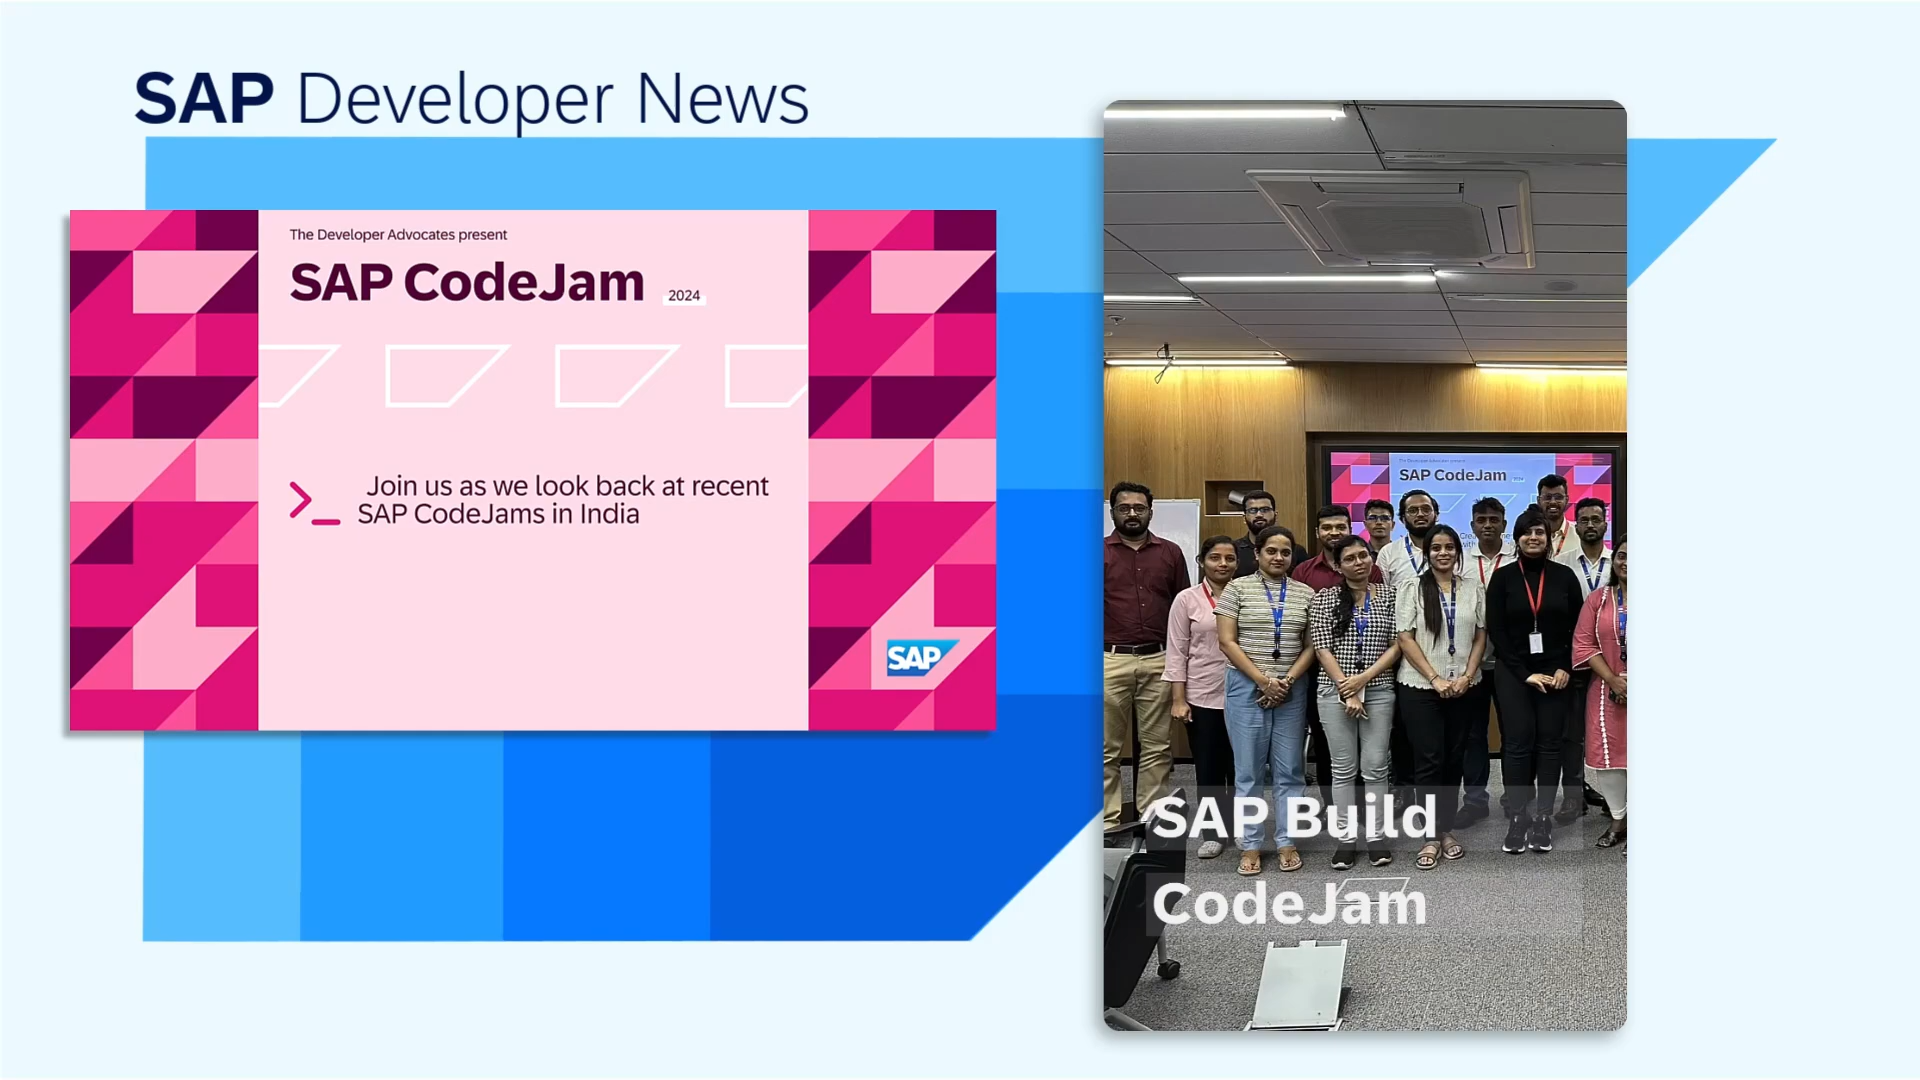 SAP Developer News
The Developer Advocates present
SAP CodeJam 2024
Join us as we look back at recent
SAP CodeJams in India
SAP
SAP CodeJam
SAP Build
CodeJam